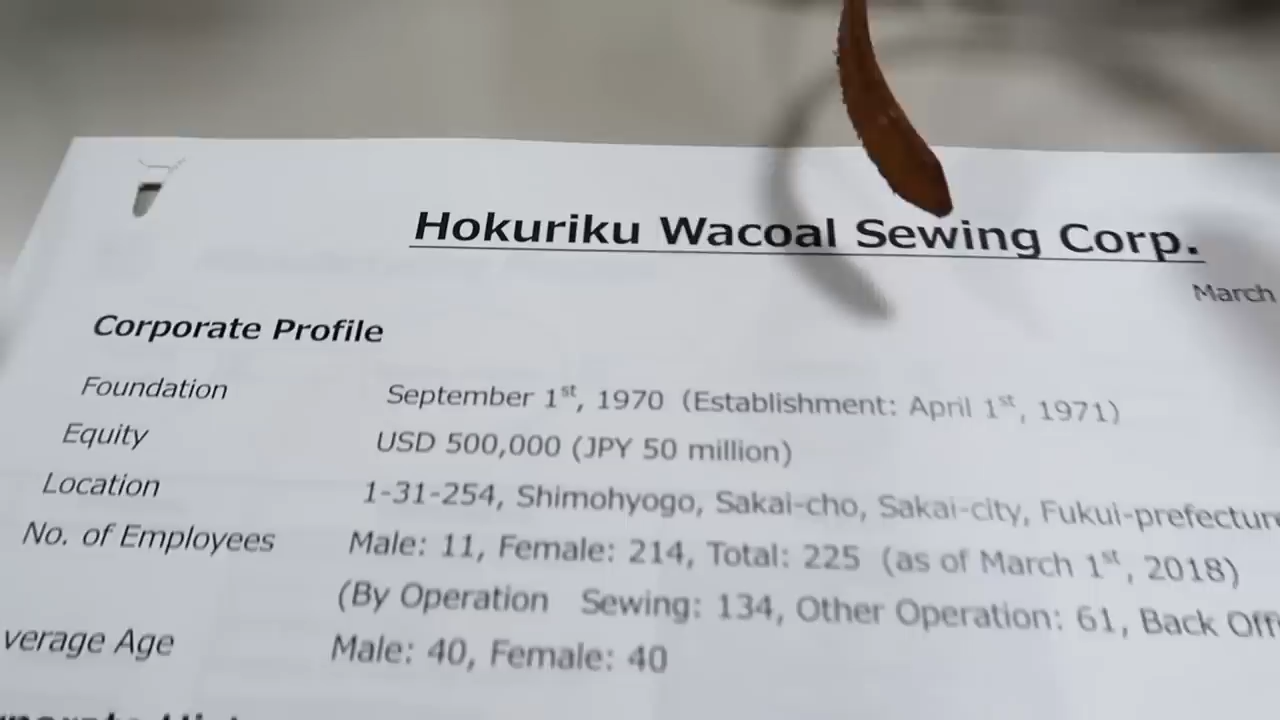 Hokuriku Wacoal Sewing Corp.
March
Corporate Profile
Foundation September 1st, 1970 (Establishment: April 1st, 1971)
Equity USD 500,000 (JPY 50 million)
Location 1-31-254, Shimohyogo, Sakai-cho, Sakai-city, Fukui-prefectur
No. of Employees Male: 11, Female: 214, Total: 225 (as of March 1st, 2018)
(By Operation Sewing: 134, Other Operation: 61, Back Off
verage Age Male: 40, Female: 40